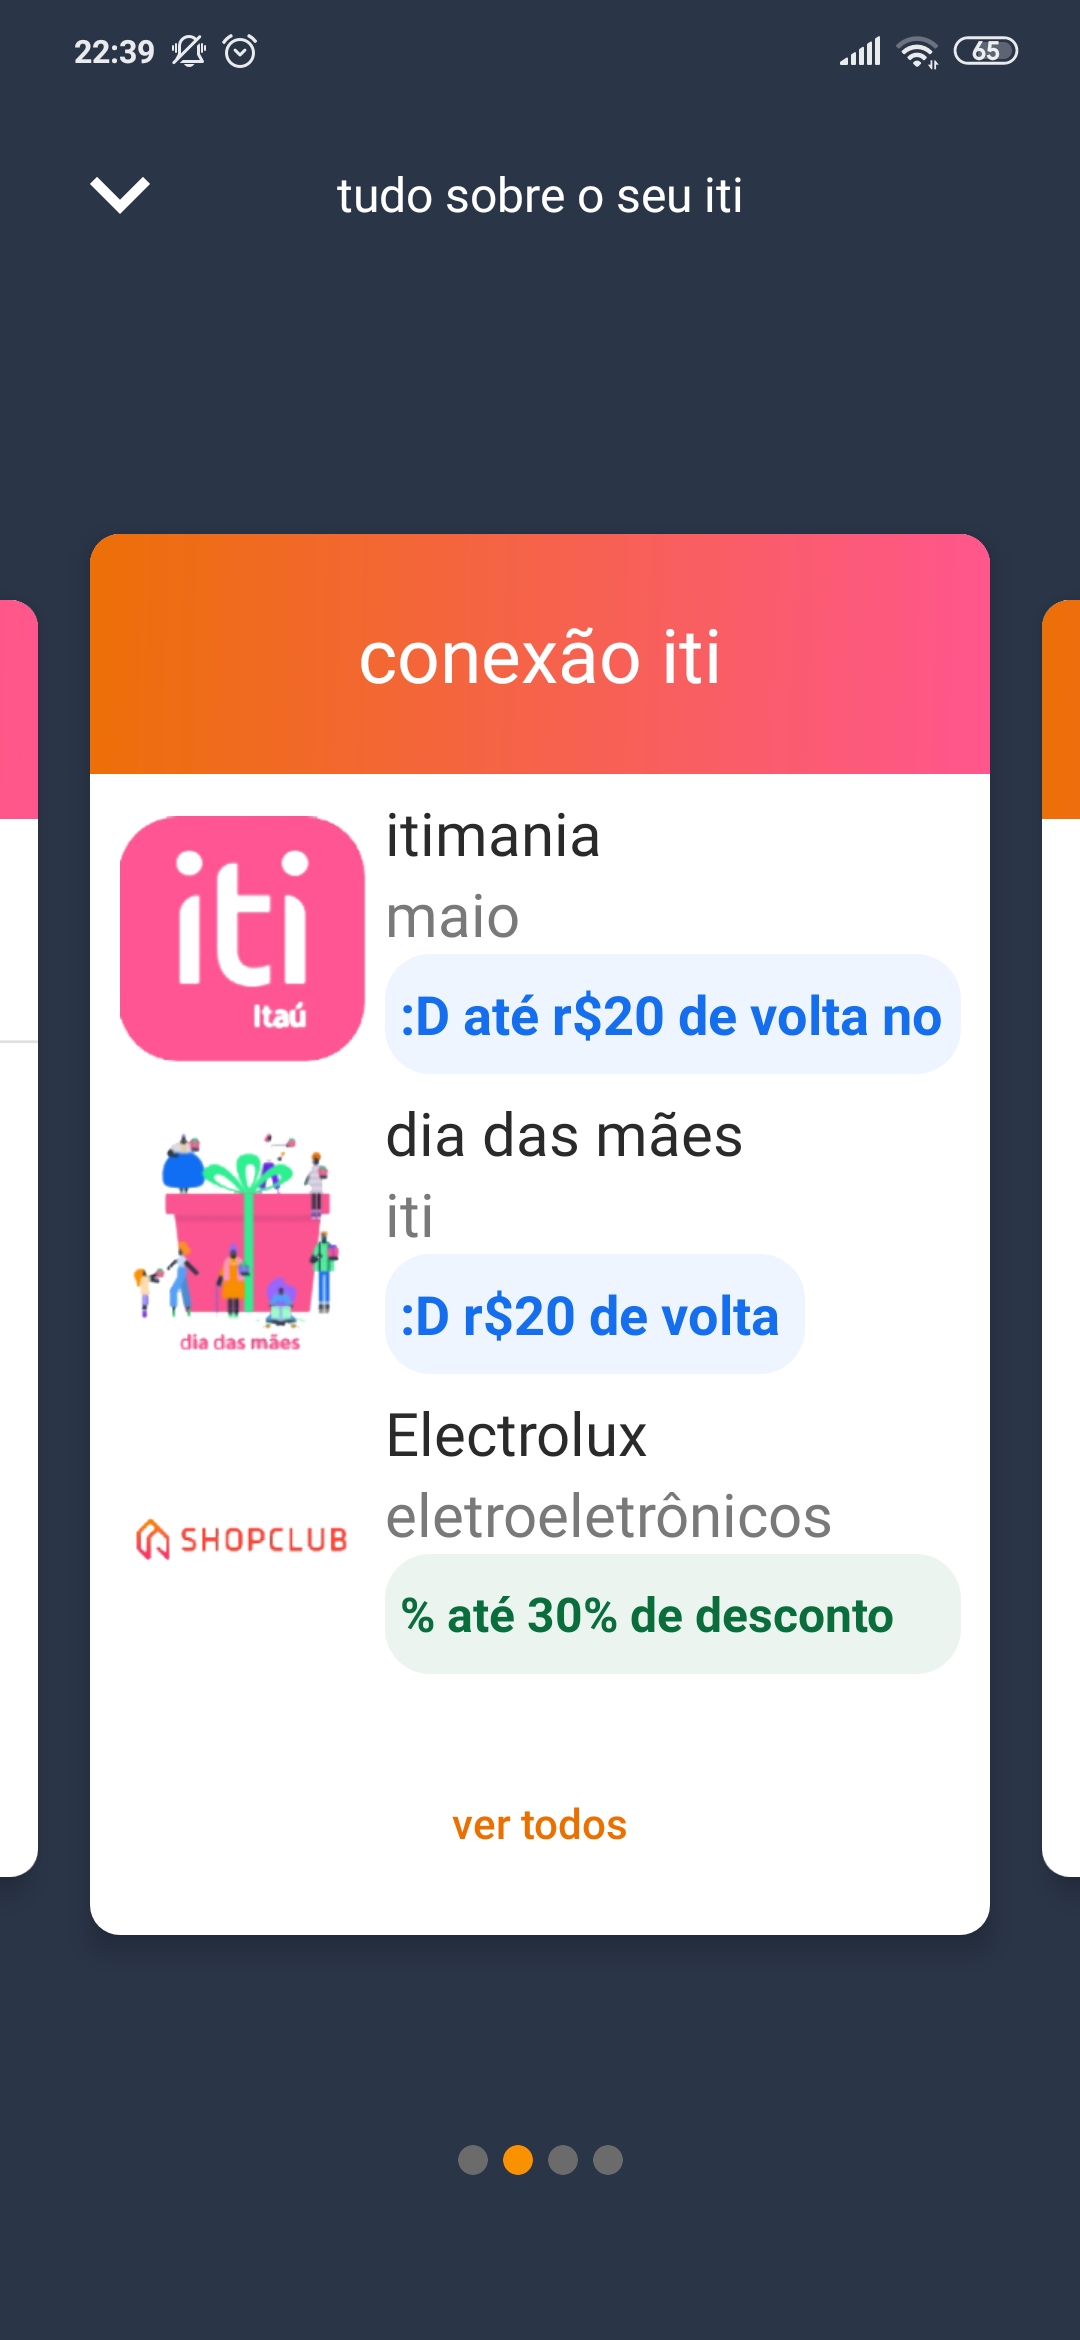 22:39
65
tudo sobre o seu iti
conexão iti
iti
Itaú
itimania
maio
:D até r$20 de volta no
dia das mães
dia das mães
iti
:D r$20 de volta
SHOPCLUB
Electrolux
eletroeletrônicos
% até 30% de desconto
ver todos